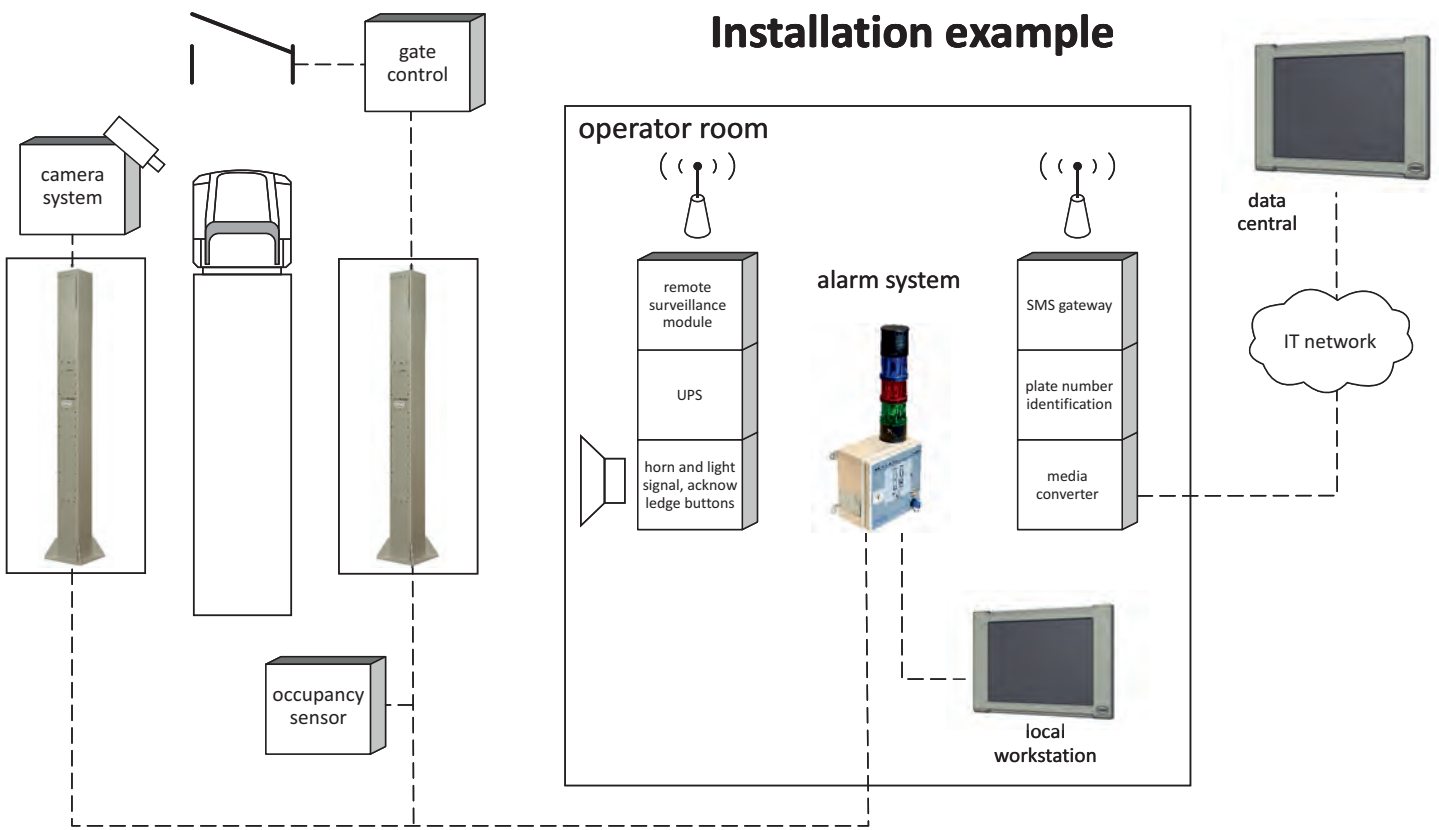 Installation example
gate
control
camera
system
operator room
data
central
remote
surveillance
module
alarm system
SMS gateway
IT network
UPS
plate number
identification
horn and light
signal, acknow
ledge buttons
media
converter
occupancy
sensor
local
workstation